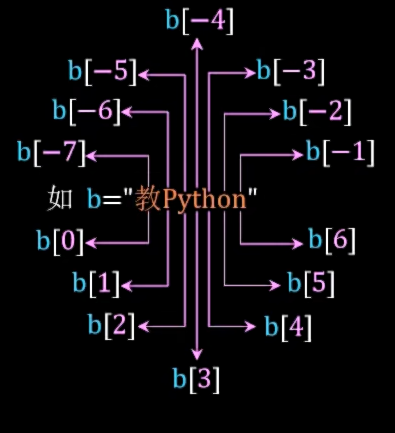 b[−4]
b[−5] b[−3]
b[−6] b[−2]
b[−7] b[−1]
如 b="教Python"
b[0] b[6]
b[1] b[5]
b[2] b[4]
b[3]